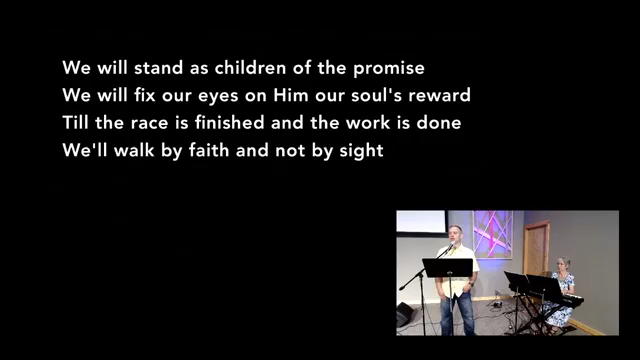 We will stand as children of the promise
We will fix our eyes on Him our soul's reward
Till the race is finished and the work is done
We'll walk by faith and not by sight